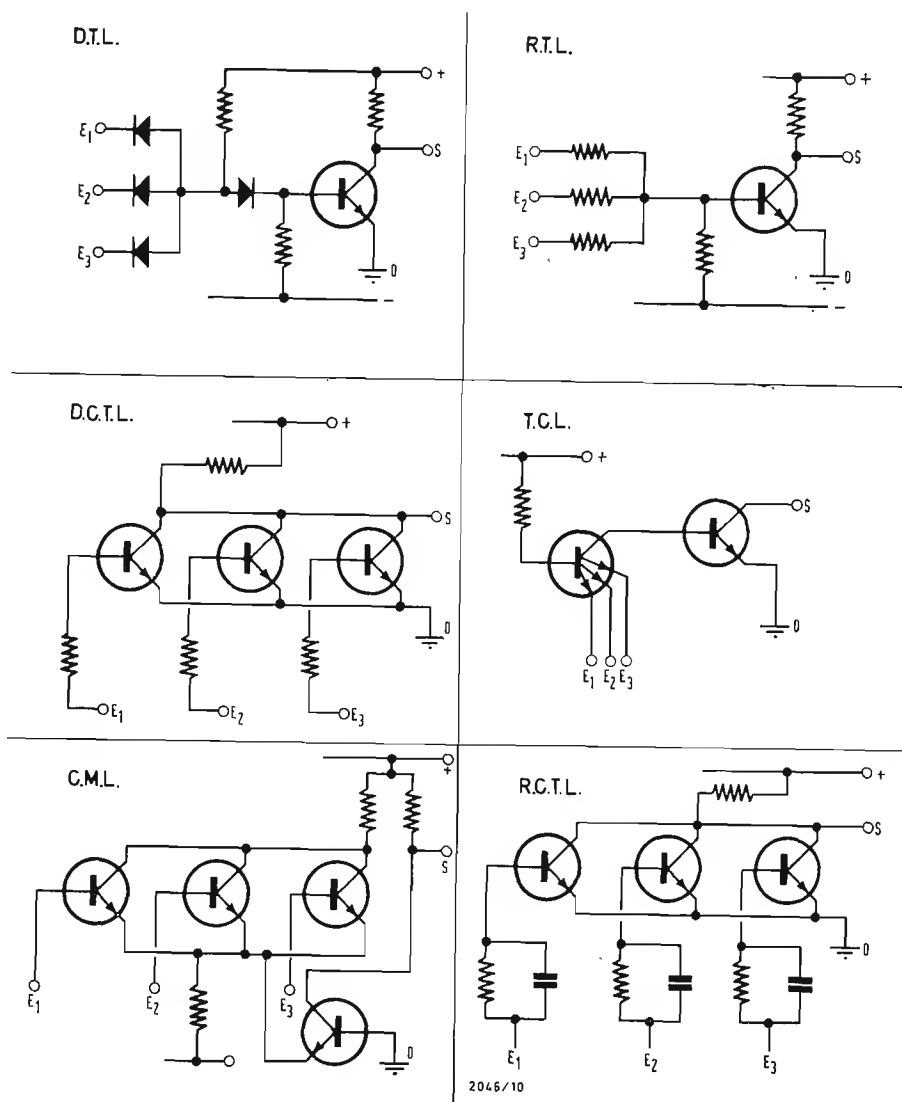 D.T.L.
+
E1
S
E2
E3
0
-
R.T.L.
+
E1
S
E2
E3
0
-
D.C.T.L.
+
S
0
E1
E2
E3
T.C.L.
+
S
0
E1 E2 E3
C.M.L.
+
S
E1
E2
E3
0
R.C.T.L.
+
S
0
E1
E2
E3
2046/10